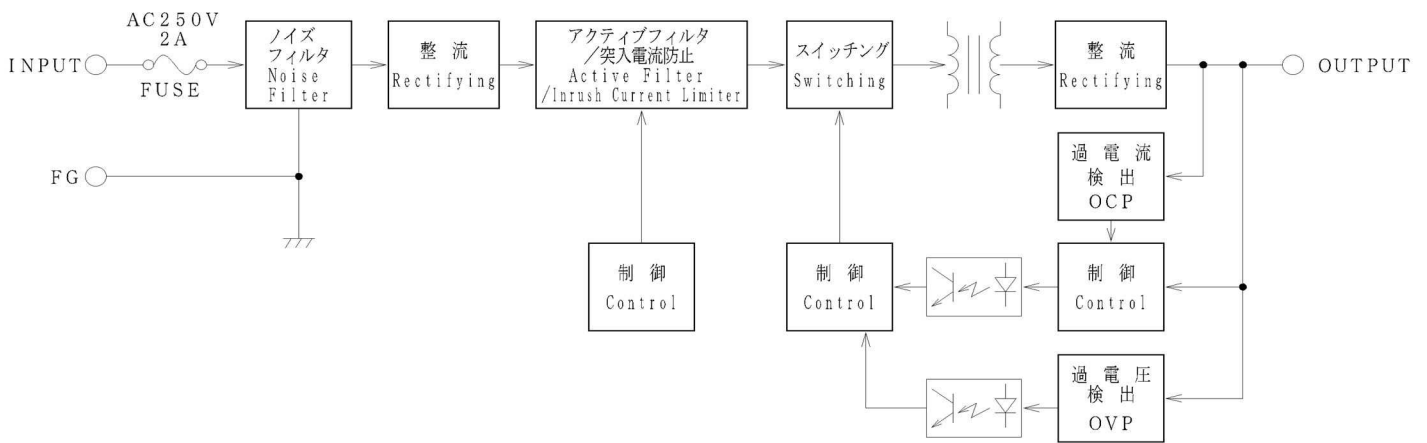 AC250V
2A
INPUT
FUSE
ノイズ
フィルタ
Noise
Filter
整 流
Rectifying
アクティブフィルタ
/突入電流防止
Active Filter
/Inrush Current Limiter
スイッチング
Switching
整 流
Rectifying
OUTPUT
FG
過 電 流
検 出
OCP
制 御
Control
制 御
Control
制 御
Control
過 電 圧
検 出
OVP